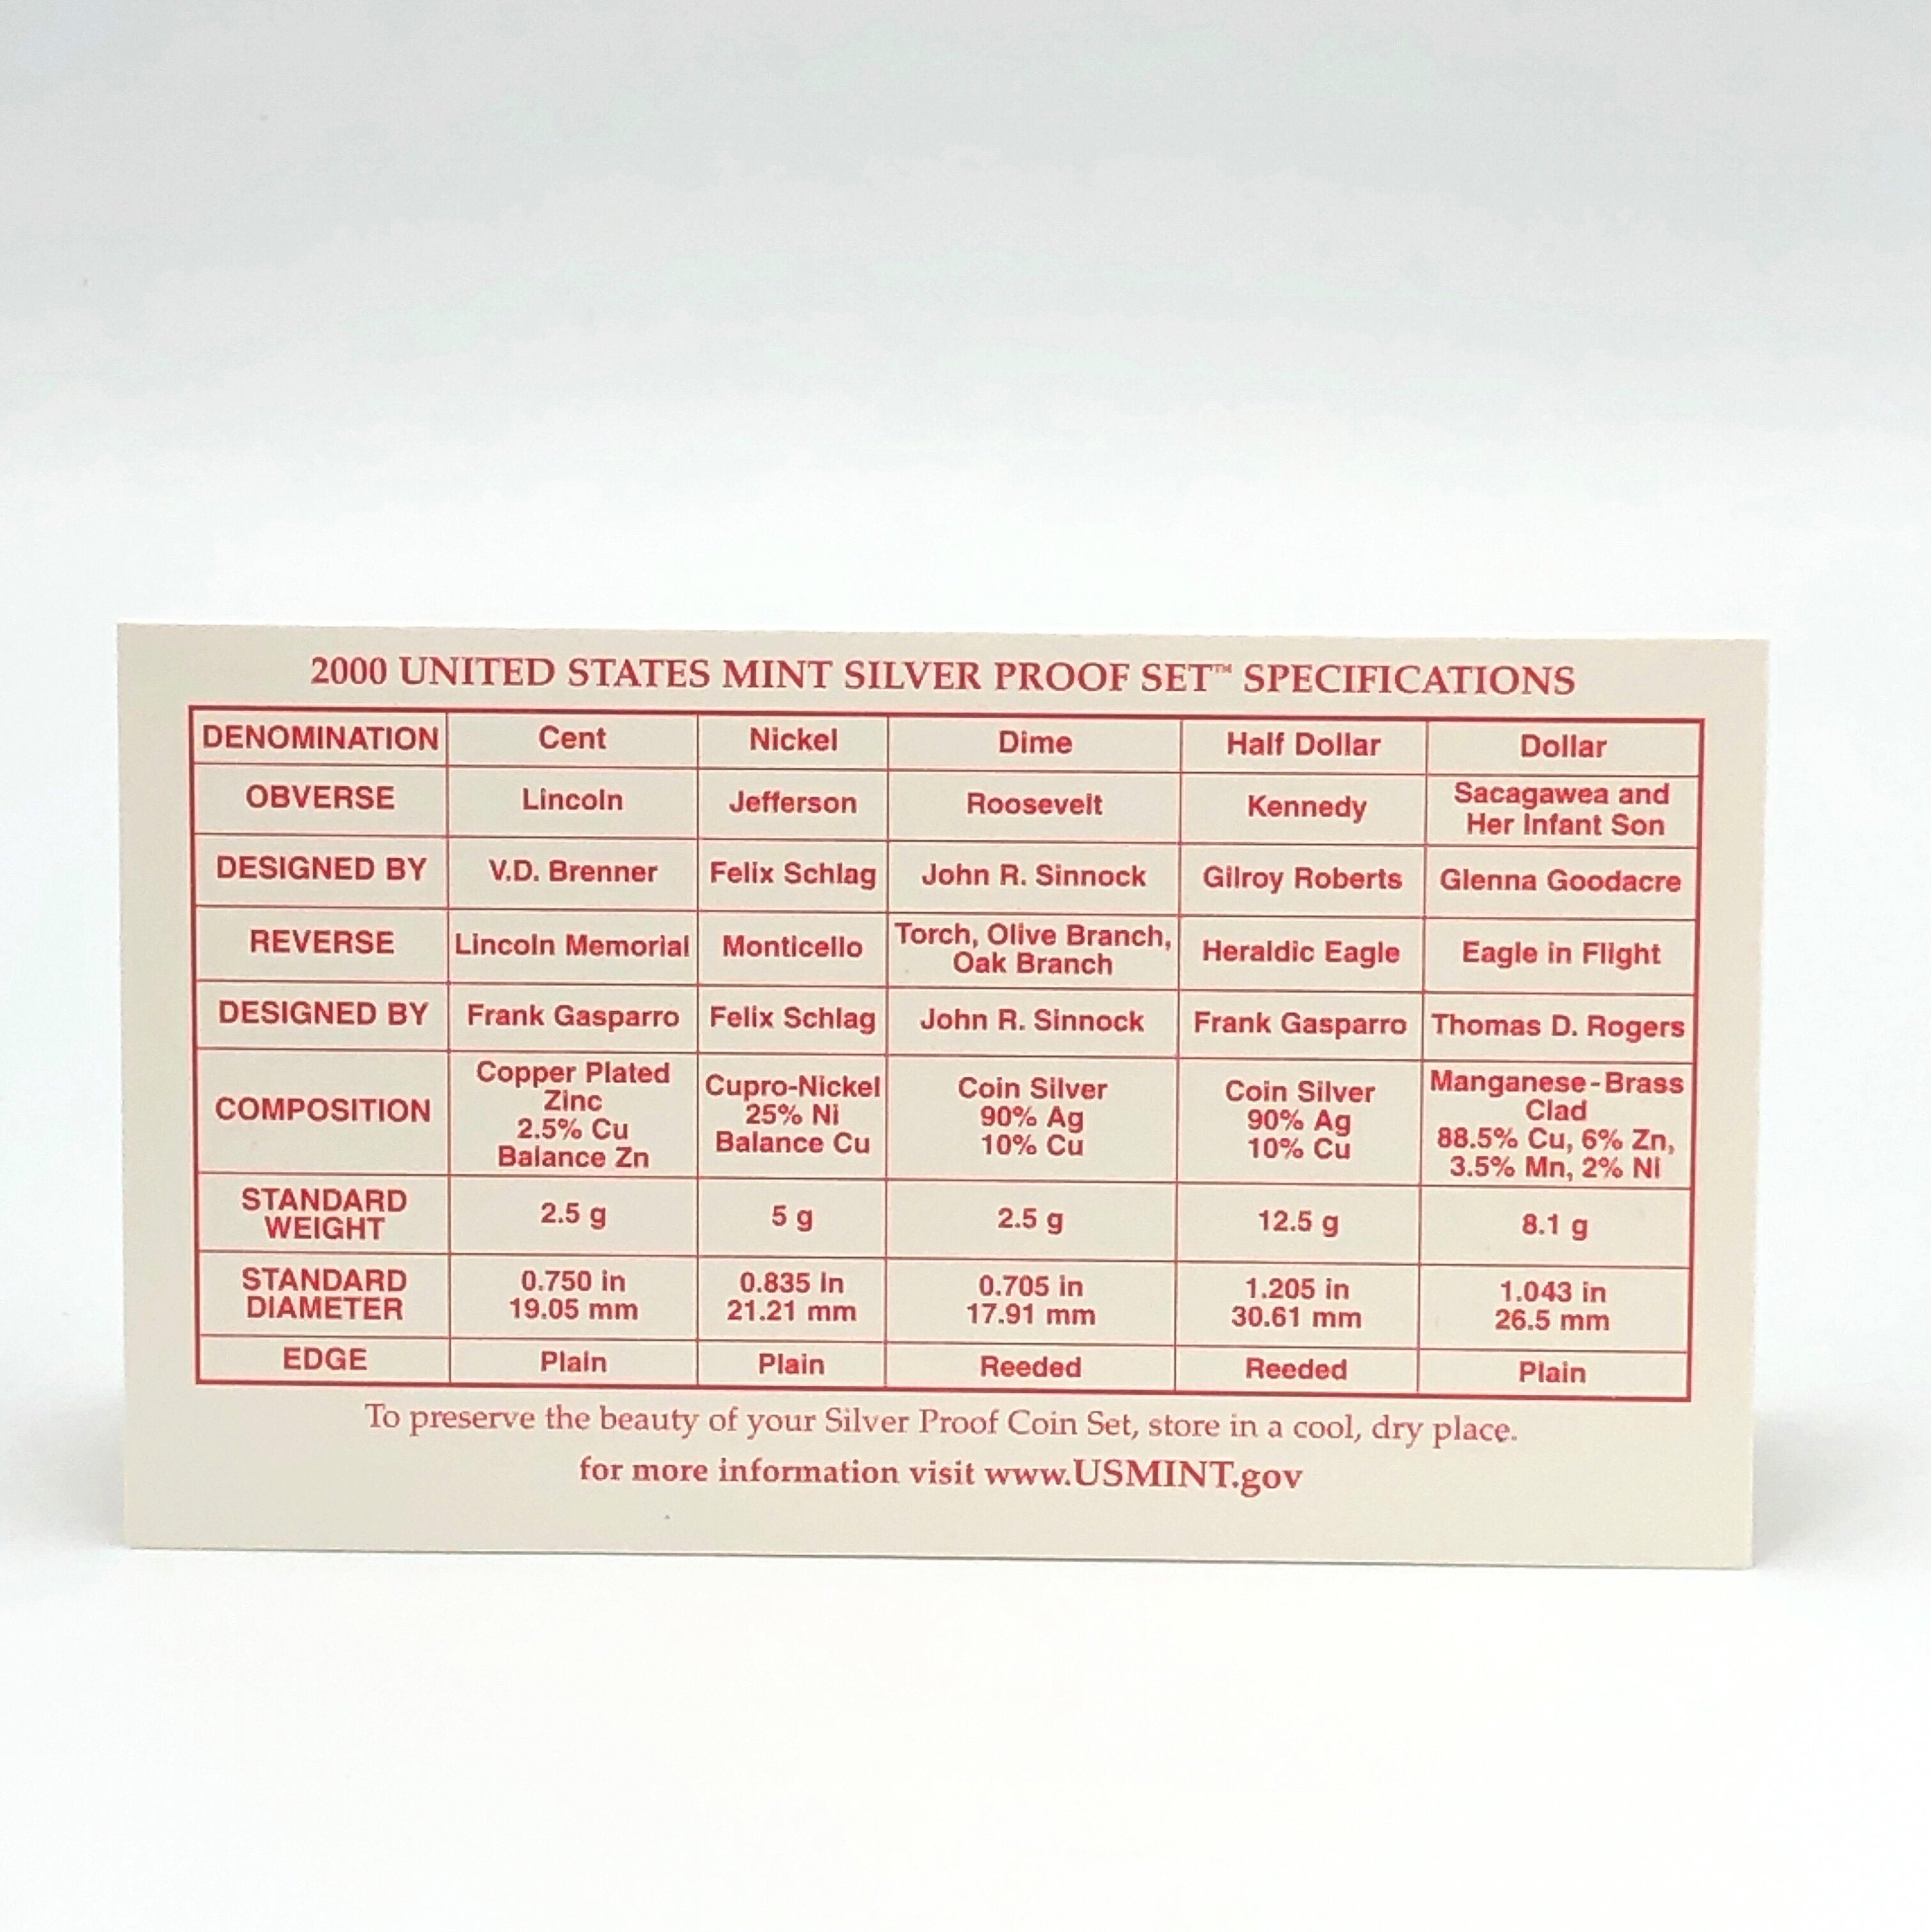 2000 UNITED STATES MINT SILVER PROOF SET™ SPECIFICATIONS
DENOMINATION Cent Nickel Dime Half Dollar Dollar
OBVERSE Lincoln Jefferson Roosevelt Kennedy Sacagawea and
Her Infant Son
DESIGNED BY V.D. Brenner Felix Schlag John R. Sinnock Gilroy Roberts Glenna Goodacre
REVERSE Lincoln Memorial Monticello Torch, Olive Branch,
Oak Branch Heraldic Eagle Eagle in Flight
DESIGNED BY Frank Gasparro Felix Schlag John R. Sinnock Frank Gasparro Thomas D. Rogers
COMPOSITION Copper Plated
Zinc
2.5% Cu
Balance Zn Cupro-Nickel
25% Ni
Balance Cu Coin Silver
90% Ag
10% Cu Coin Silver
90% Ag
10% Cu Manganese-Brass
Clad
88.5% Cu, 6% Zn,
3.5% Mn, 2% Ni
STANDARD
WEIGHT 2.5 g 5 g 2.5 g 12.5 g 8.1 g
STANDARD
DIAMETER 0.750 in
19.05 mm 0.835 in
21.21 mm 0.705 in
17.91 mm 1.205 in
30.61 mm 1.043 in
26.5 mm
EDGE Plain Plain Reeded Reeded Plain
To preserve the beauty of your Silver Proof Coin Set, store in a cool, dry place.
for more information visit www.USMINT.gov